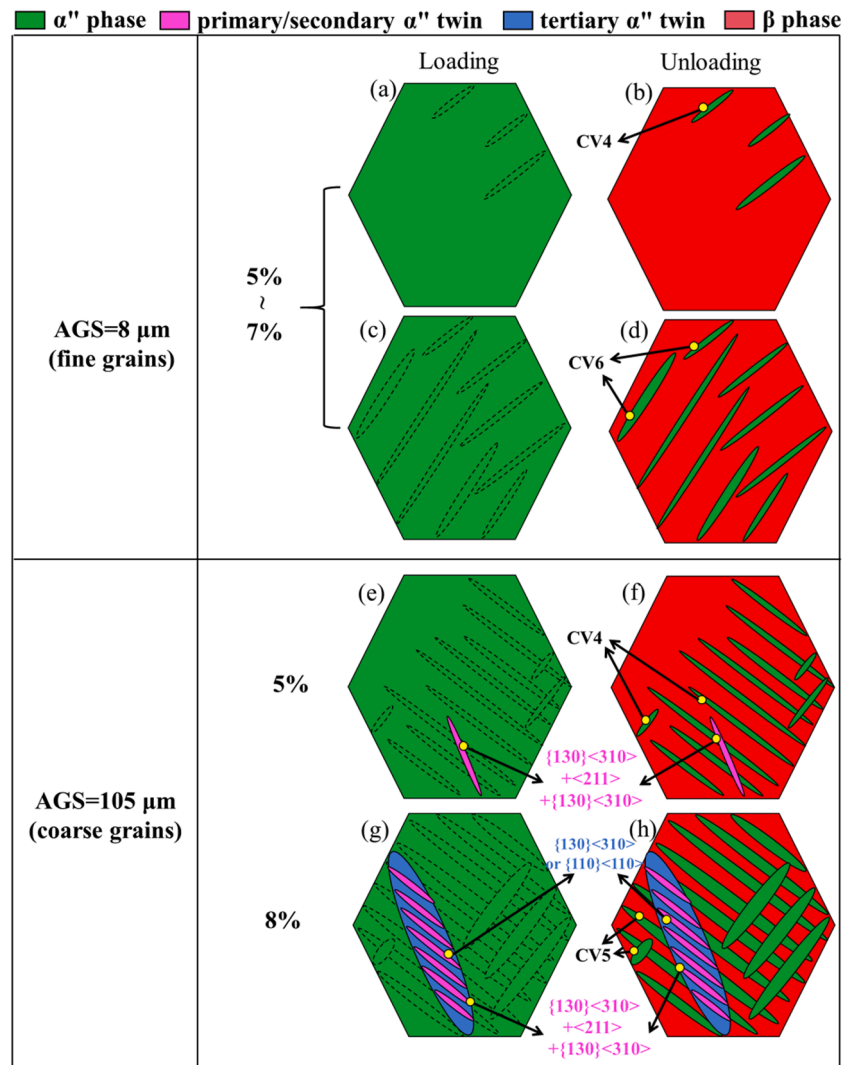 α" phase primary/secondary α" twin tertiary α" twin β phase
Loading Unloading
(a) (b)
CV4
5%
~
7%
AGS=8 μm
(fine grains)
(c) (d)
CV6
(e) (f)
CV4
5%
{130}<310>
+<211>
+{130}<310>
AGS=105 μm
(coarse grains)
(g) (h)
{130}<310>
or {110}<110>
8%
CV5
{130}<310>
+<211>
+{130}<310>